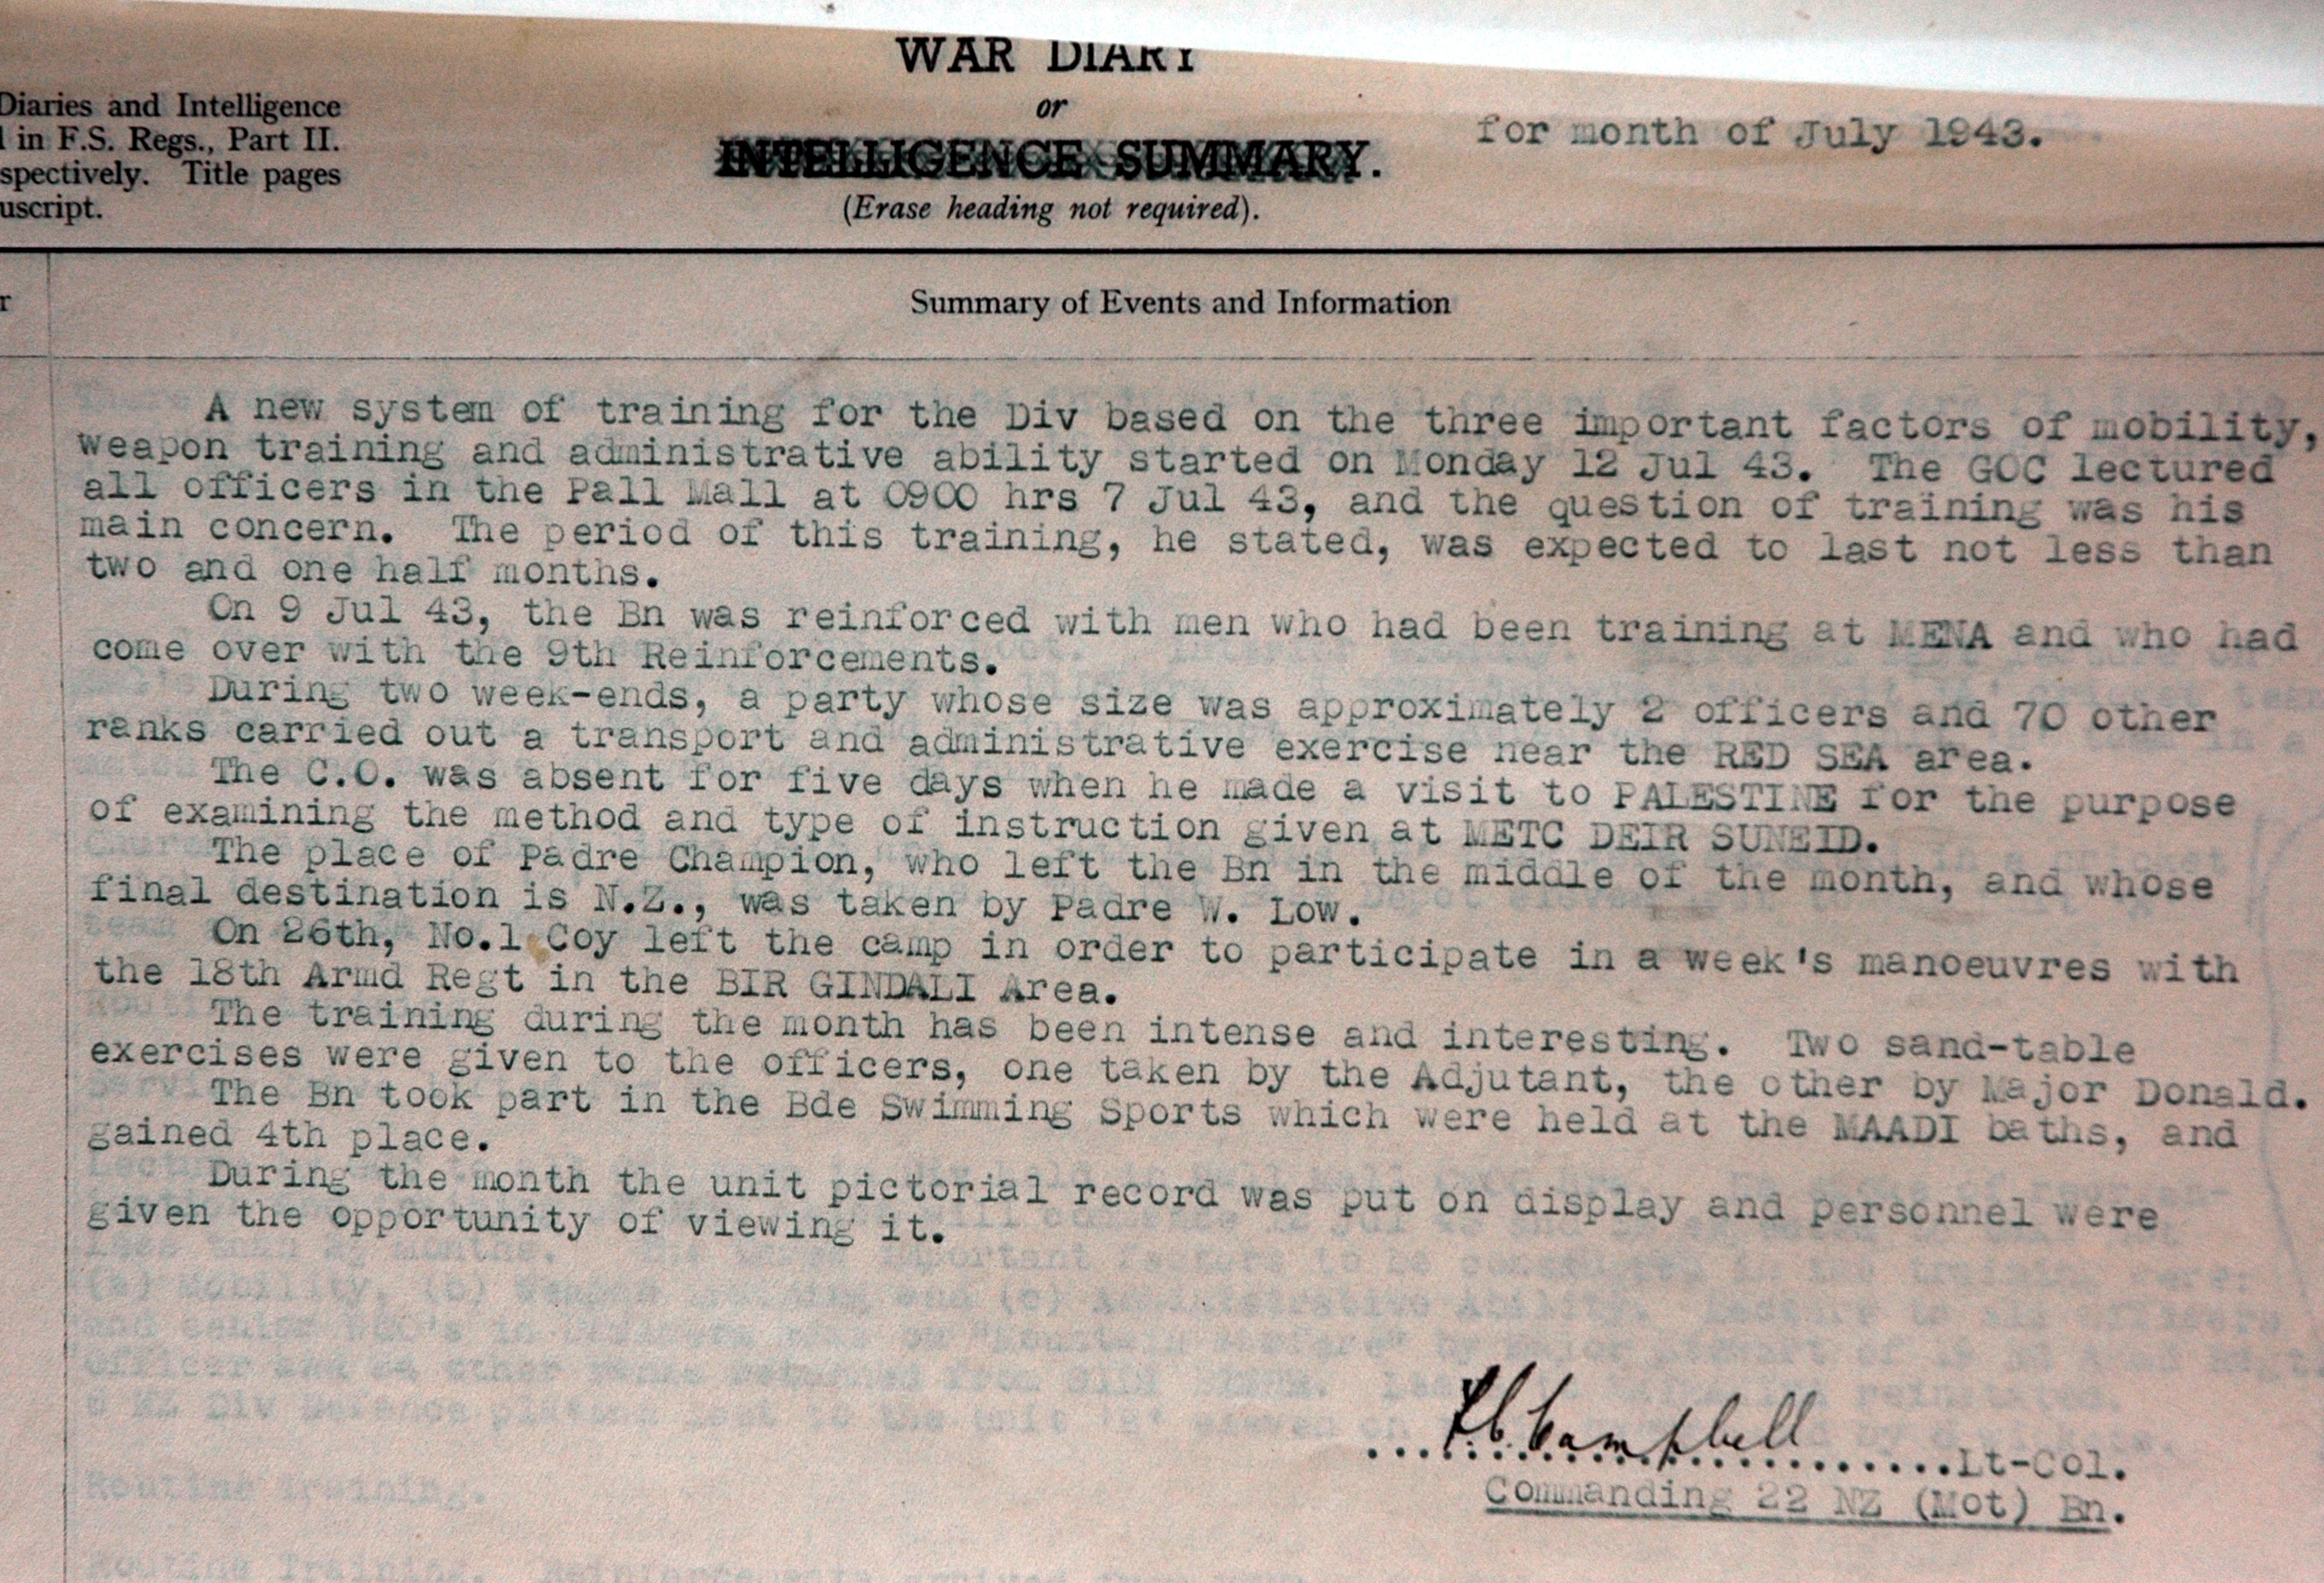 WAR DIARY
or
INTELLIGENCE SUMMARY.
(Erase heading not required).
for month of July 1943.
Diaries and Intelligence
in F.S. Regs., Part II.
spectively. Title pages
uscript.
r
Summary of Events and Information
A new system of training for the Div based on the three important factors of mobility,
weapon training and administrative ability started on Monday 12 Jul 43. The GOC lectured
all officers in the Pall Mall at 0900 hrs 7 Jul 43, and the question of training was his
main concern. The period of this training, he stated, was expected to last not less than
two and one half months.
On 9 Jul 43, the Bn was reinforced with men who had been training at MENA and who had
come over with the 9th Reinforcements.
During two week-ends, a party whose size was approximately 2 officers and 70 other
ranks carried out a transport and administrative exercise near the RED SEA area.
The C.O. was absent for five days when he made a visit to PALESTINE for the purpose
of examining the method and type of instruction given at METC DEIR SUNEID.
The place of Padre Champion, who left the Bn in the middle of the month, and whose
final destination is N.Z., was taken by Padre W. Low.
On 26th, No.1 Coy left the camp in order to participate in a week's manoeuvres with
the 18th Armd Regt in the BIR GINDALI Area.
The training during the month has been intense and interesting. Two sand-table
exercises were given to the officers, one taken by the Adjutant, the other by Major Donald.
The Bn took part in the Bde Swimming Sports which were held at the MAADI baths, and
gained 4th place.
During the month the unit pictorial record was put on display and personnel were
given the opportunity of viewing it.
Campbell
Lt-Col.
Commanding 22 NZ (Mot) Bn.
Routine Training.